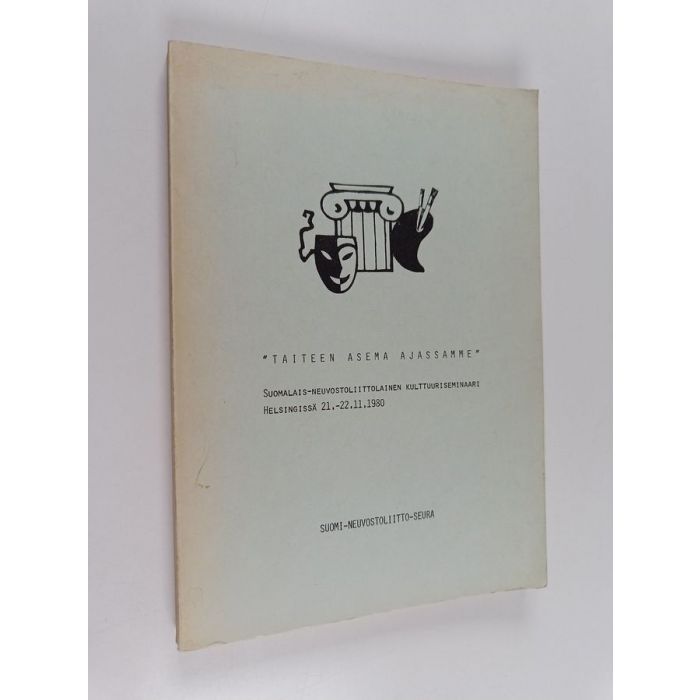 "TAITEEN ASEMA AJASSAMME"
SUOMALAIS-NEUVOSTOLIITTOLAINEN KULTTUURISEMINAARI
HELSINGISSÄ 21.-22.11.1980
SUOMI-NEUVOSTOLIITTO-SEURA